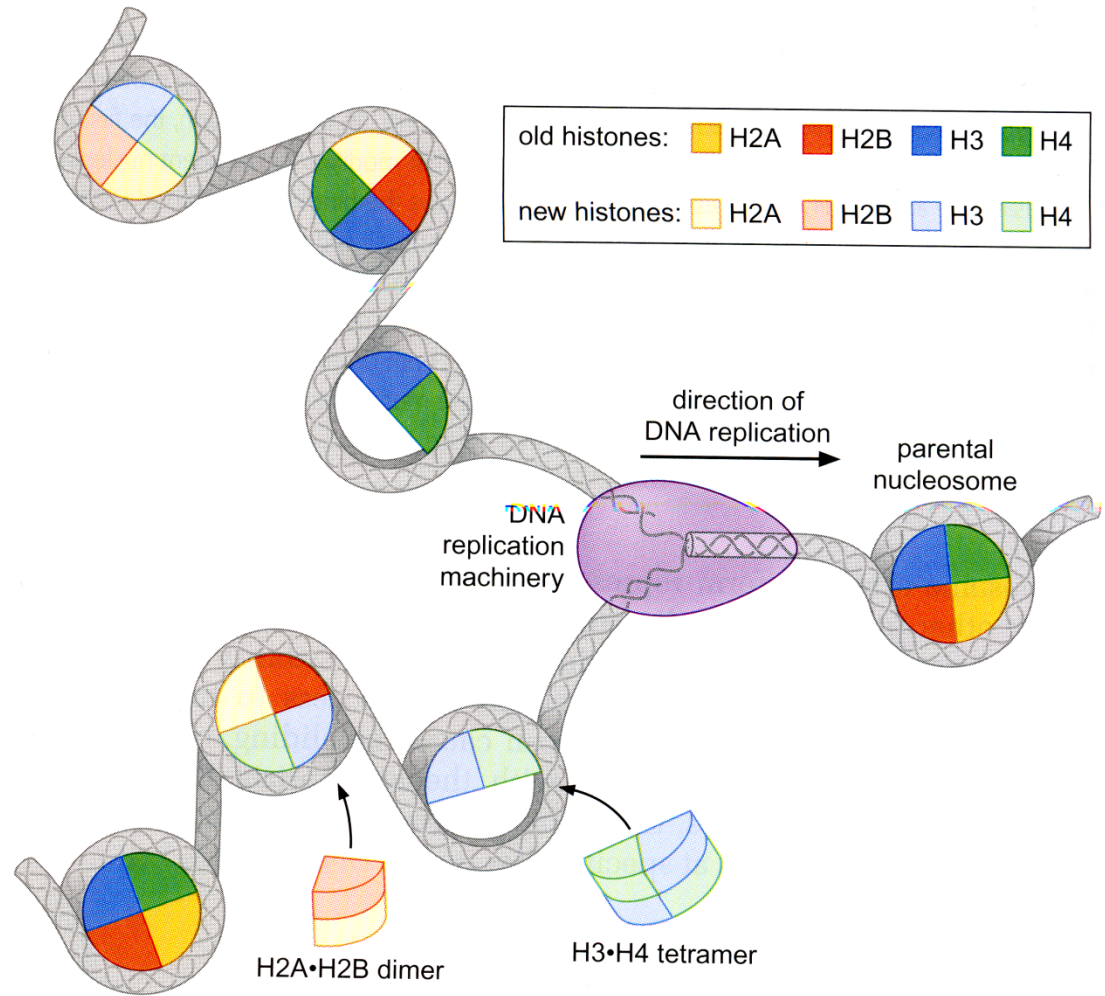 old histones: H2A H2B H3 H4
new histones: H2A H2B H3 H4
direction of
DNA replication
parental
nucleosome
DNA
replication
machinery
H2A•H2B dimer
H3•H4 tetramer